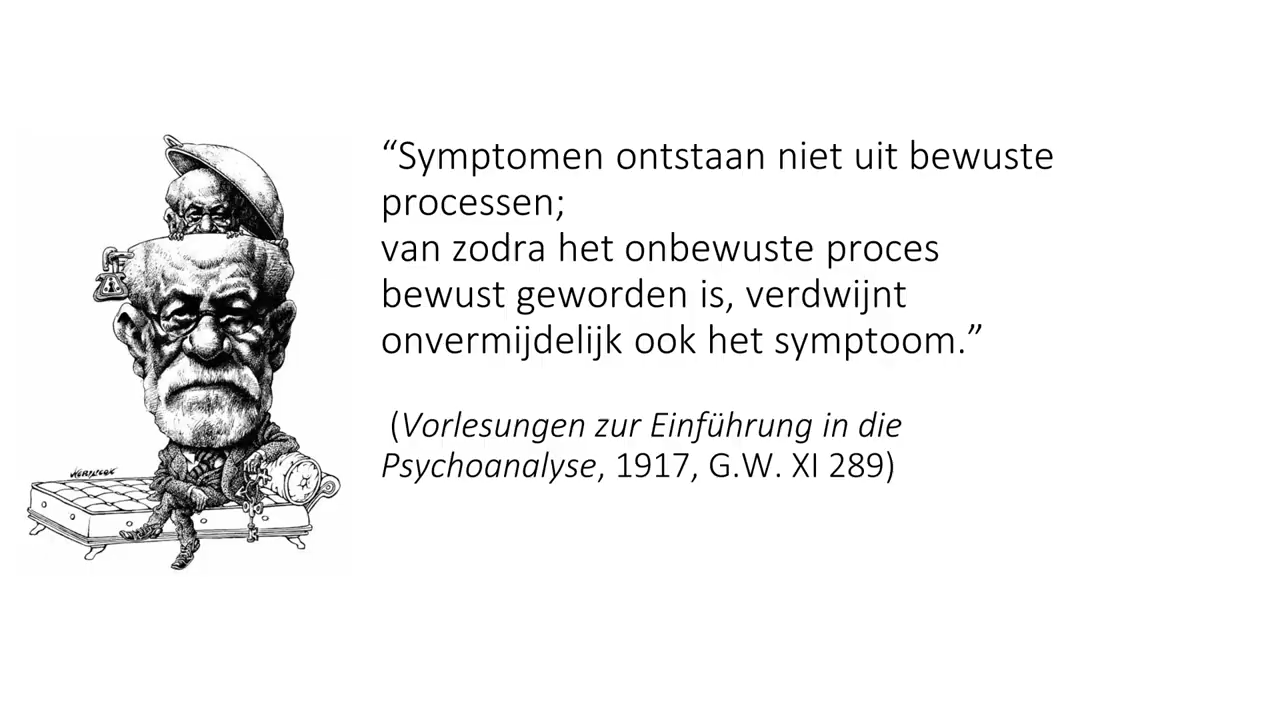 “Symptomen ontstaan niet uit bewuste
processen;
van zodra het onbewuste proces
bewust geworden is, verdwijnt
onvermijdelijk ook het symptoom.”
(Vorlesungen zur Einführung in die
Psychoanalyse, 1917, G.W. XI 289)